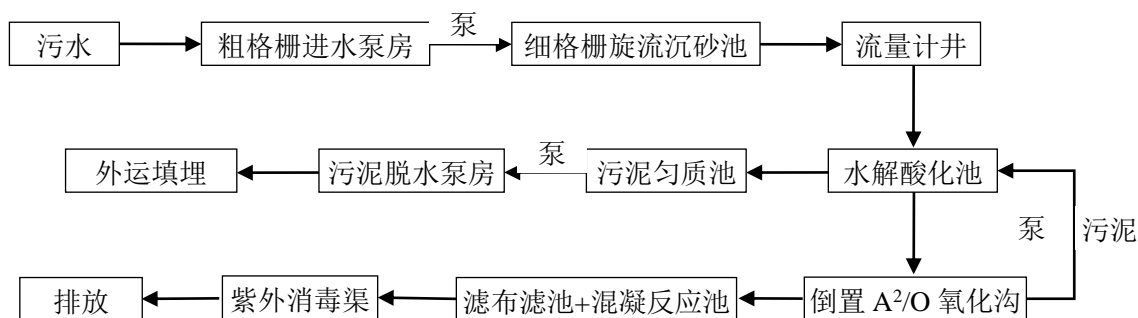 污水
粗格栅进水泵房
泵
细格栅旋流沉砂池
流量计井
外运填埋
污泥脱水泵房
泵
污泥匀质池
水解酸化池
泵
污泥
排放
紫外消毒渠
滤布滤池+混凝反应池
倒置 A²/O 氧化沟